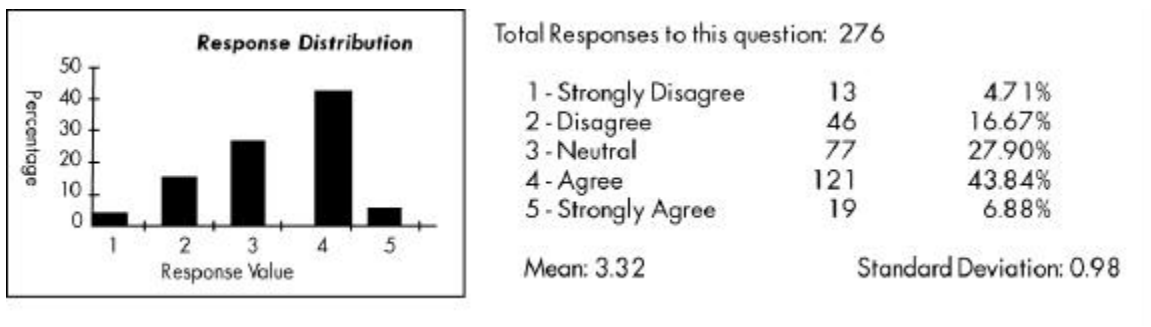 Response Distribution
50
40
30
20
10
0
Percentage
1 2 3 4 5
Response Value
Total Responses to this question: 276
1 - Strongly Disagree 13 4.71%
2 - Disagree 46 16.67%
3 - Neutral 77 27.90%
4 - Agree 121 43.84%
5 - Strongly Agree 19 6.88%
Mean: 3.32 Standard Deviation: 0.98